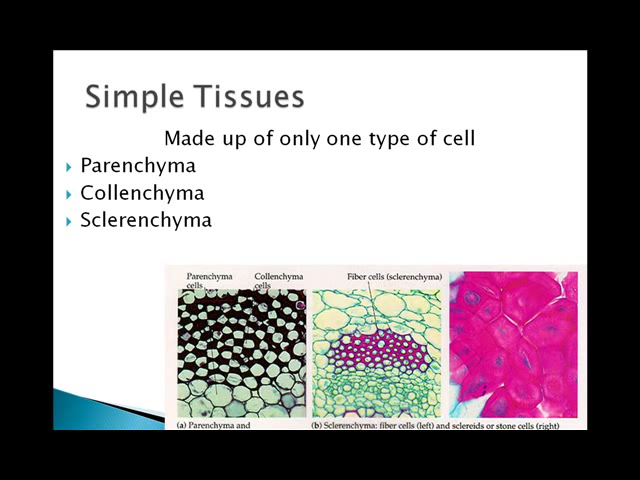 Simple Tissues
Made up of only one type of cell
Parenchyma
Collenchyma
Sclerenchyma
Parenchyma cells
Collenchyma cells
Fiber cells (sclerenchyma)
(a) Parenchyma and
(b) Sclerenchyma: fiber cells (left) and sclereids or stone cells (right)